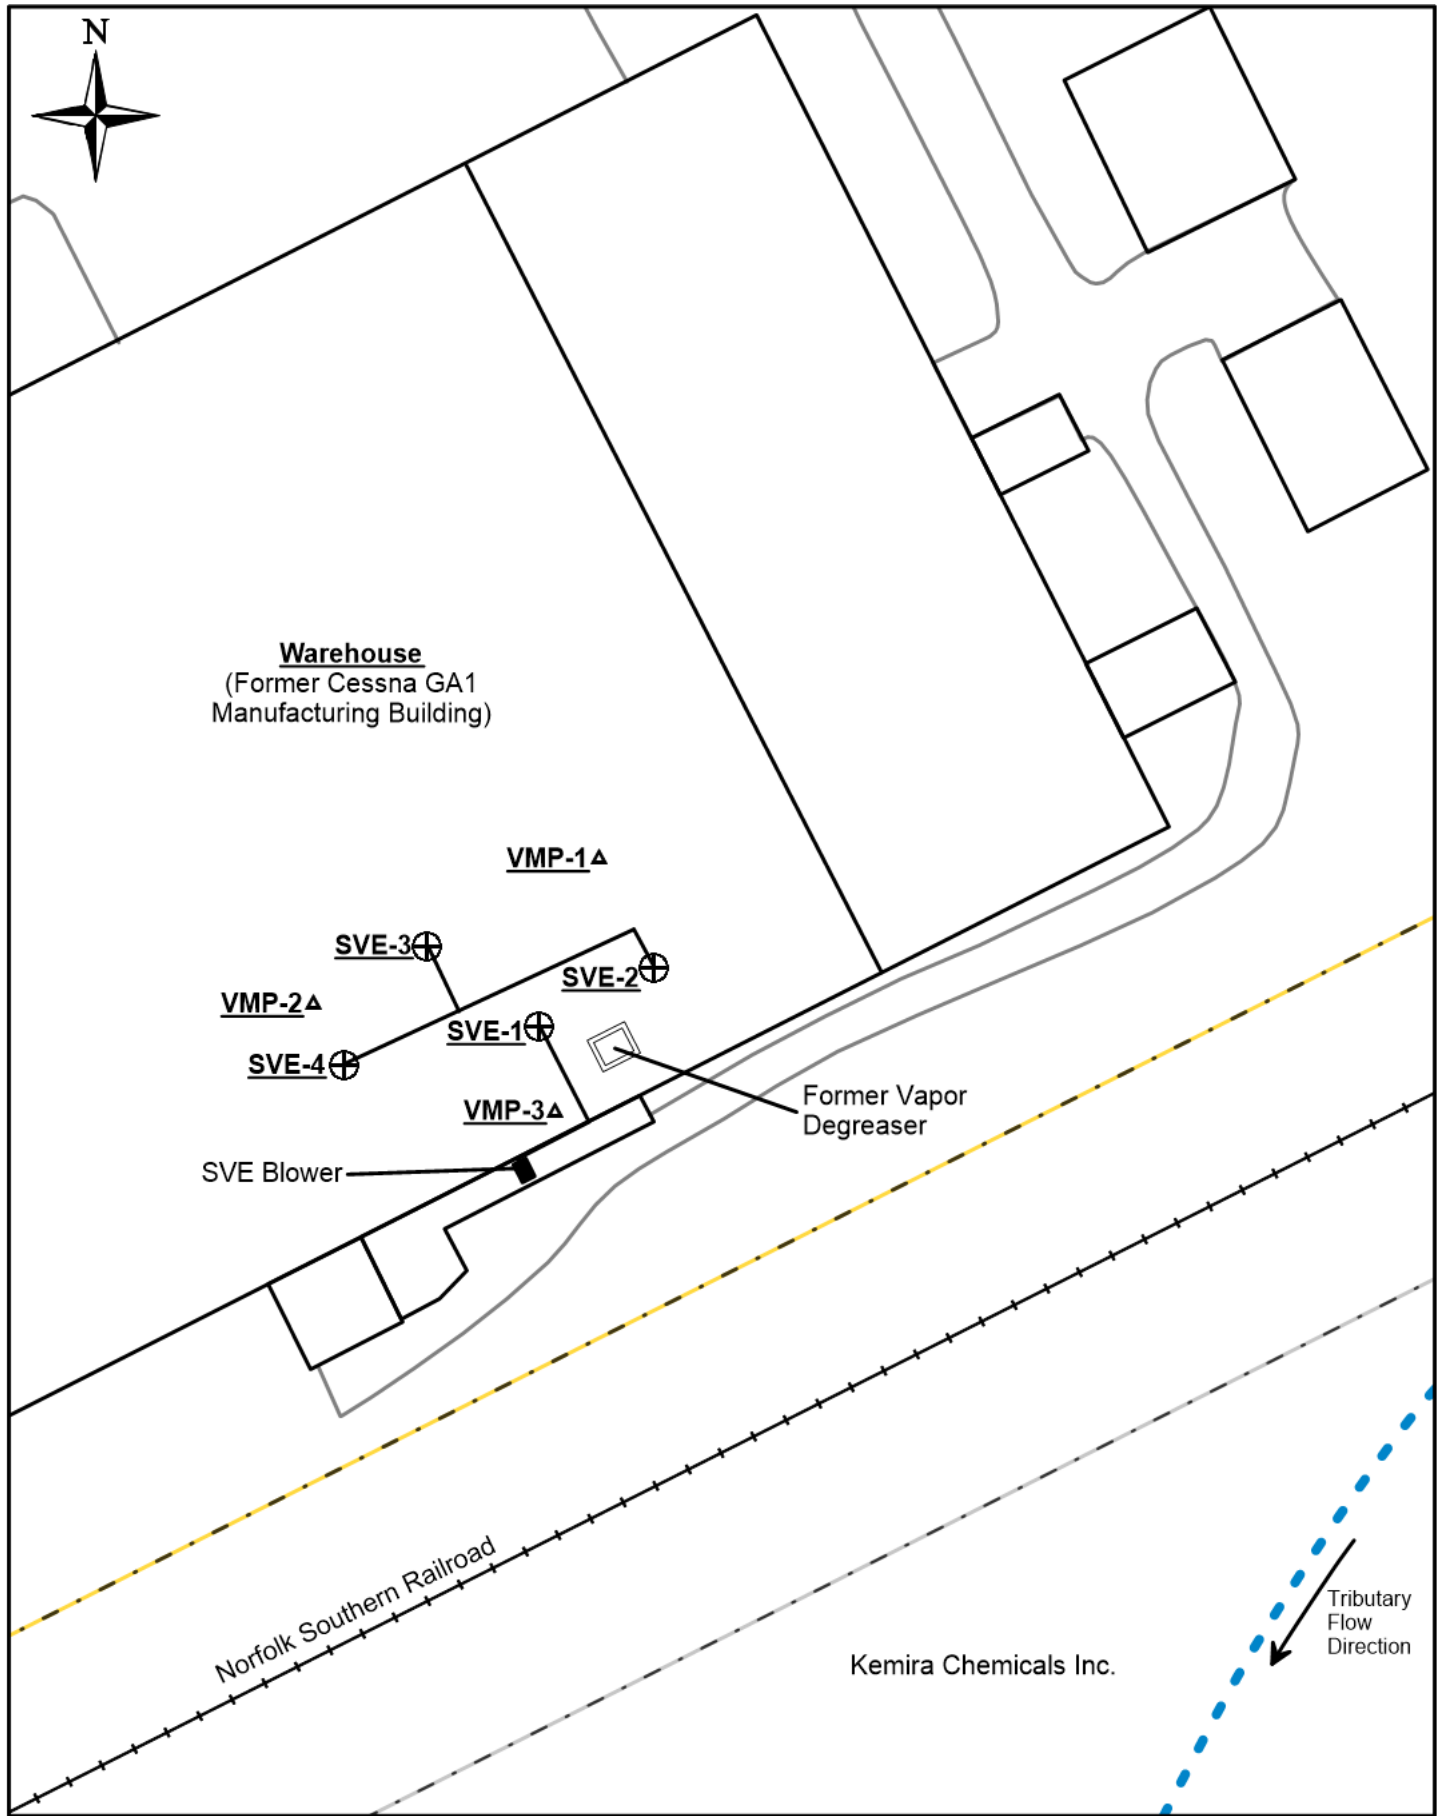 N
Warehouse
(Former Cessna GA1
Manufacturing Building)
VMP-1
SVE-3
SVE-2
VMP-2
SVE-1
SVE-4
Former Vapor
Degreaser
VMP-3
SVE Blower
Norfolk Southern Railroad
Tributary
Flow
Direction
Kemira Chemicals Inc.